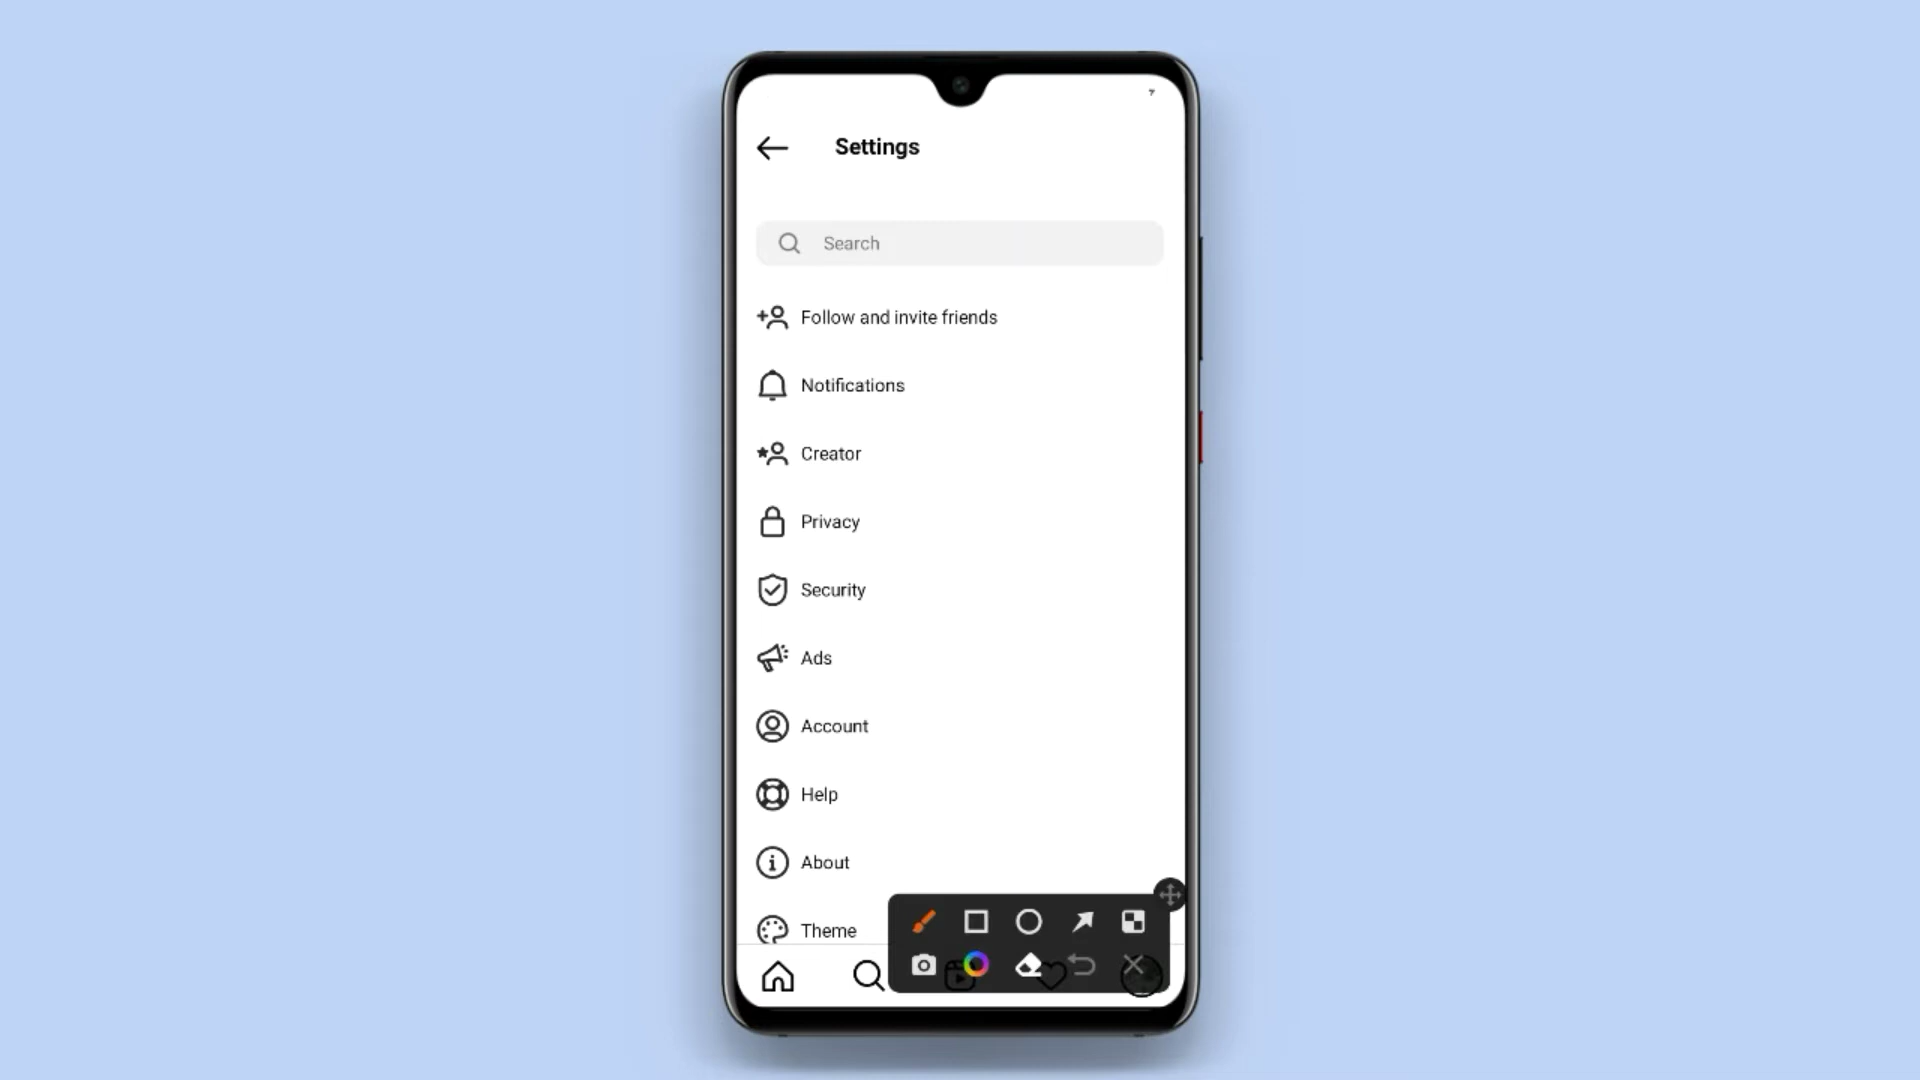 Settings
Search
Follow and invite friends
Notifications
Creator
Privacy
Security
Ads
Account
Help
About
Theme